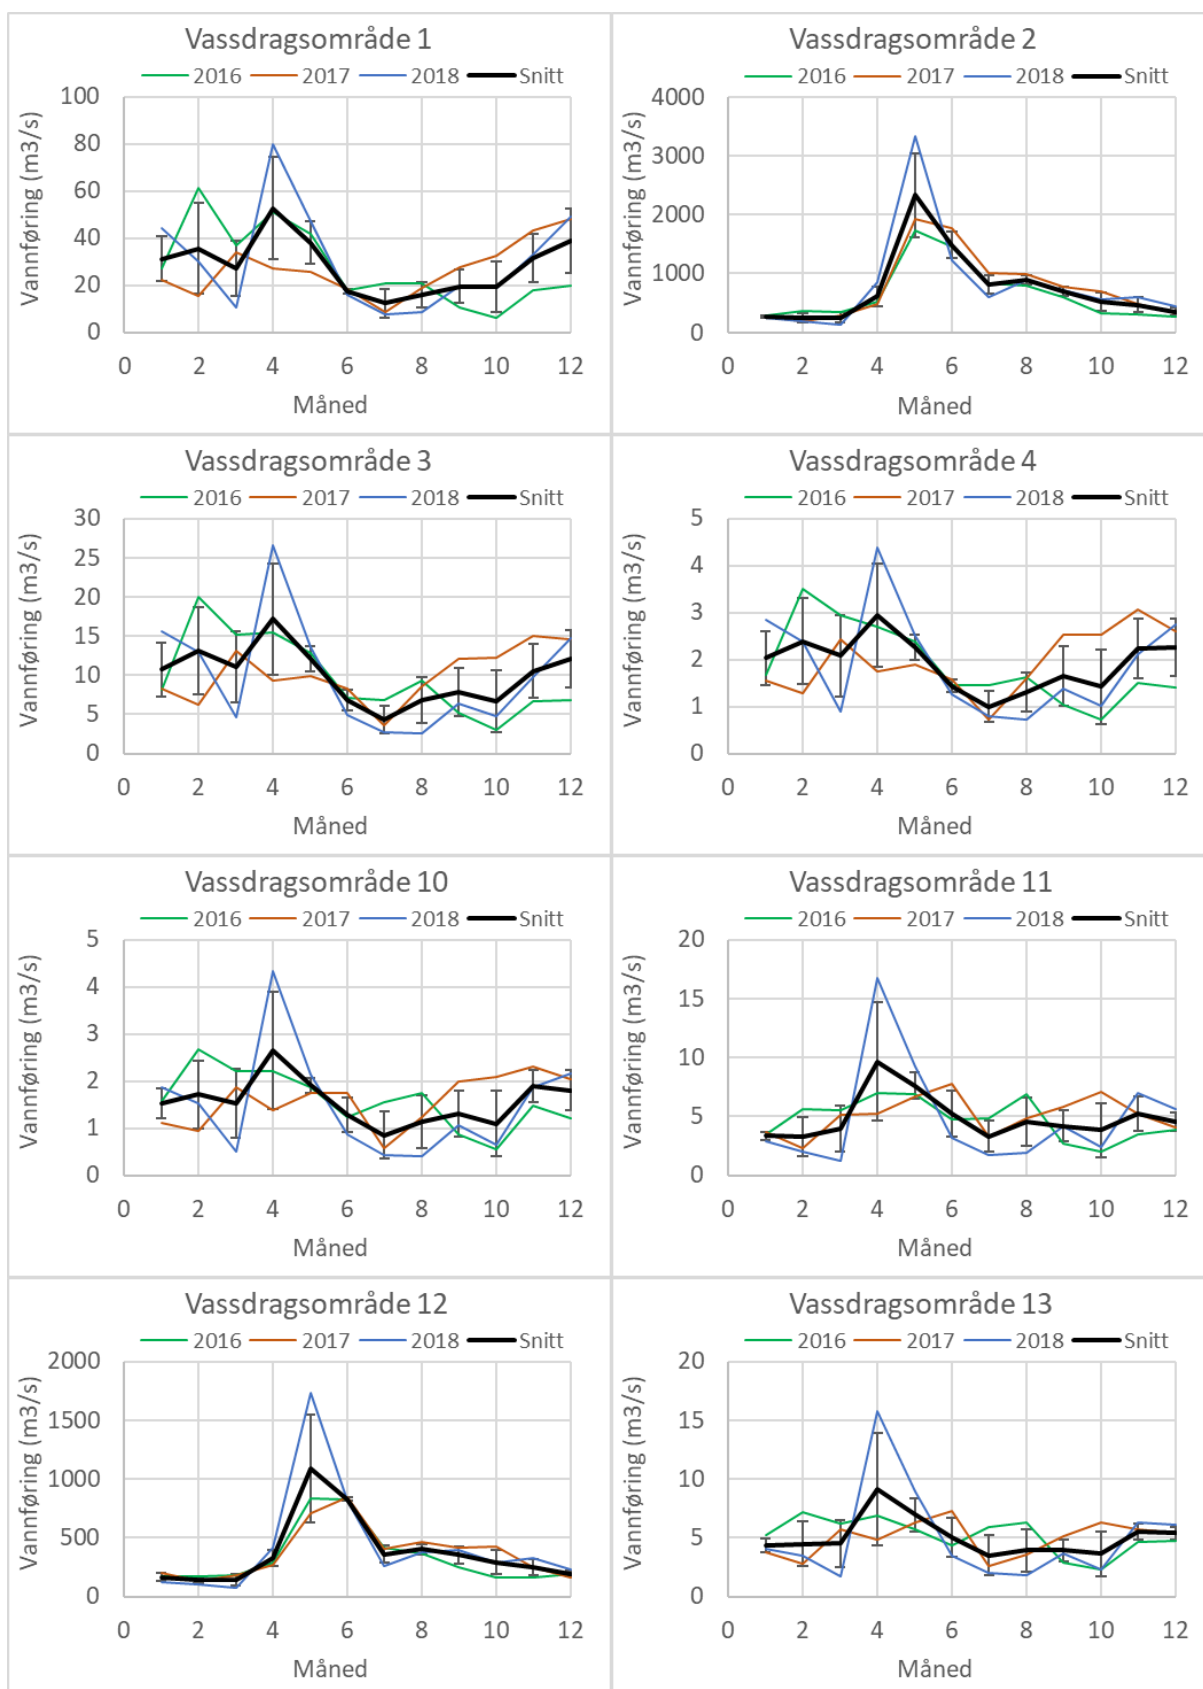 Vassdragsområde 1
2016 2017 2018 Snitt
Vannføring (m3/s)
100
80
60
40
20
0
0 2 4 6 8 10 12
Måned
Vassdragsområde 2
2016 2017 2018 Snitt
Vannføring (m3/s)
4000
3000
2000
1000
0
0 2 4 6 8 10 12
Måned
Vassdragsområde 3
2016 2017 2018 Snitt
Vannføring (m3/s)
30
25
20
15
10
5
0
0 2 4 6 8 10 12
Måned
Vassdragsområde 4
2016 2017 2018 Snitt
Vannføring (m3/s)
5
4
3
2
1
0
0 2 4 6 8 10 12
Måned
Vassdragsområde 10
2016 2017 2018 Snitt
Vannføring (m3/s)
5
4
3
2
1
0
0 2 4 6 8 10 12
Måned
Vassdragsområde 11
2016 2017 2018 Snitt
Vannføring (m3/s)
20
15
10
5
0
0 2 4 6 8 10 12
Måned
Vassdragsområde 12
2016 2017 2018 Snitt
Vannføring (m3/s)
2000
1500
1000
500
0
0 2 4 6 8 10 12
Måned
Vassdragsområde 13
2016 2017 2018 Snitt
Vannføring (m3/s)
20
15
10
5
0
0 2 4 6 8 10 12
Måned